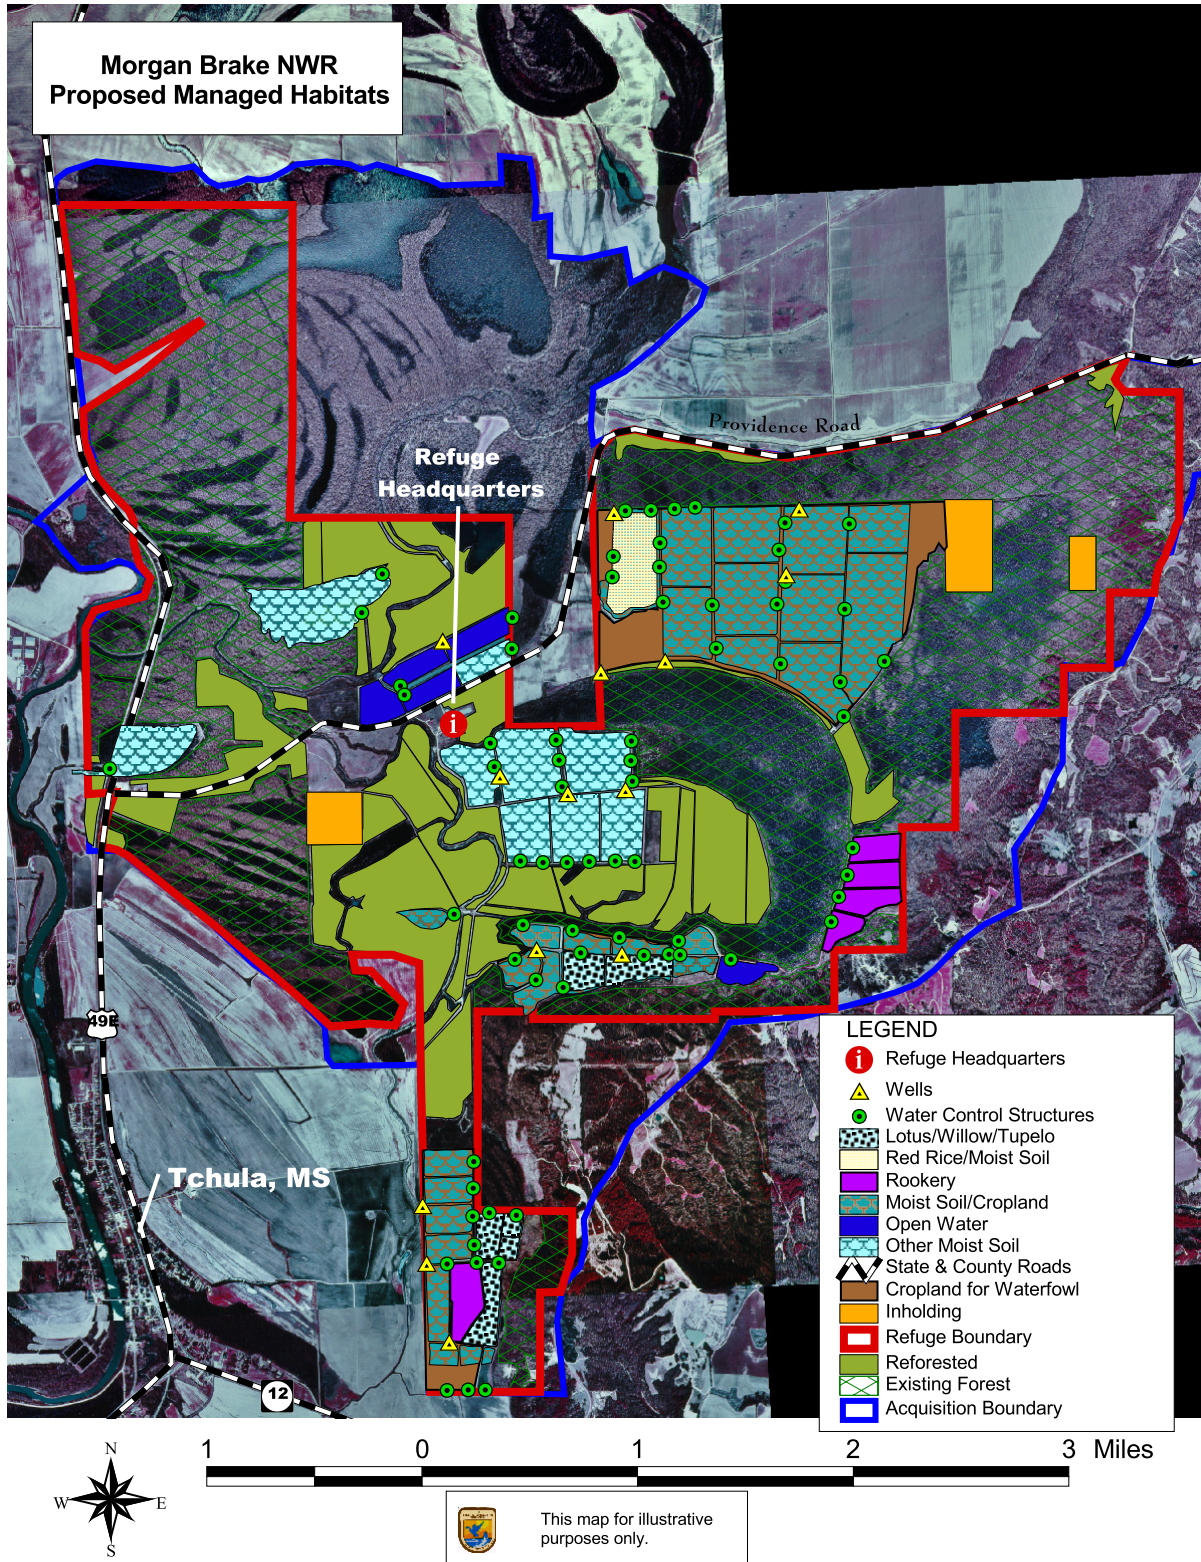 Morgan Brake NWR
Proposed Managed Habitats
Providence Road
Refuge
Headquarters
i
49E
Tchula, MS
12
LEGEND
i Refuge Headquarters
Wells
Water Control Structures
Lotus/Willow/Tupelo
Red Rice/Moist Soil
Rookery
Moist Soil/Cropland
Open Water
Other Moist Soil
State & County Roads
Cropland for Waterfowl
Inholding
Refuge Boundary
Reforested
Existing Forest
Acquisition Boundary
N
W E
S
1 0 1 2 3 Miles
This map for illustrative
purposes only.